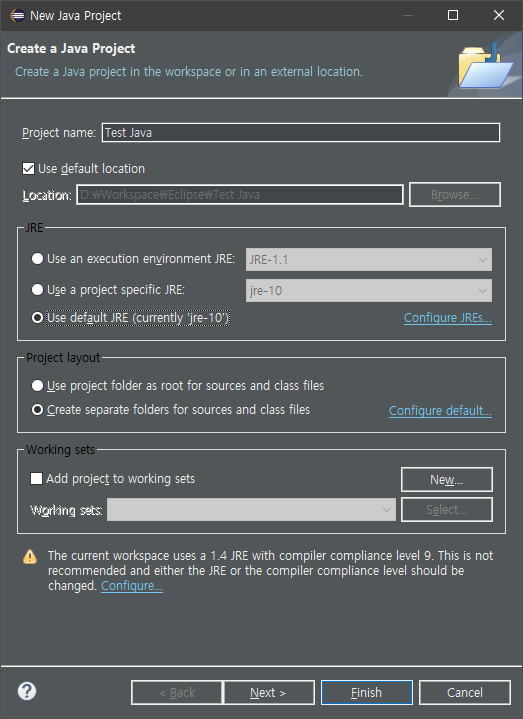 New Java Project
Create a Java Project
Create a Java project in the workspace or in an external location.
Project name: Test Java
Use default location
Location: D:₩Workspace₩Eclipse₩Test Java Browse...
JRE
Use an execution environment JRE: JRE-1.1
Use a project specific JRE: jre-10
Use default JRE (currently 'jre-10') Configure JREs...
Project layout
Use project folder as root for sources and class files
Create separate folders for sources and class files Configure default...
Working sets
Add project to working sets New...
Working sets: Select...
The current workspace uses a 1.4 JRE with compiler compliance level 9. This is not
recommended and either the JRE or the compiler compliance level should be
changed. Configure...
? < Back Next > Finish Cancel